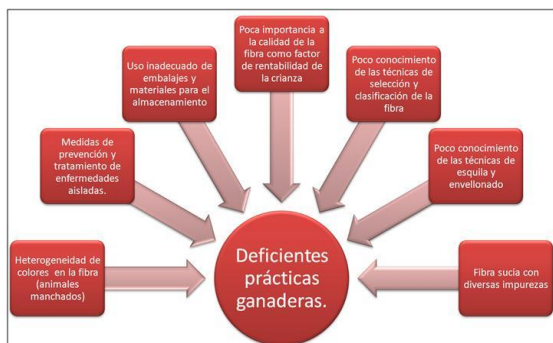 Poca importancia a
la calidad de la
fibra como factor
de rentabilidad de
la crianza
Uso inadecuado de
embalajes y
materiales para el
almacenamiento
Poco conocimiento
de las técnicas de
selección y
clasificación de la
fibra
Medidas de
prevención y
tratamiento de
enfermedades
aisladas.
Poco conocimiento
de las técnicas de
esquila y
envellonado
Heterogeneidad de
colores en la fibra
(animales
manchados)
Deficientes
prácticas
ganaderas.
Fibra sucia con
diversas impurezas